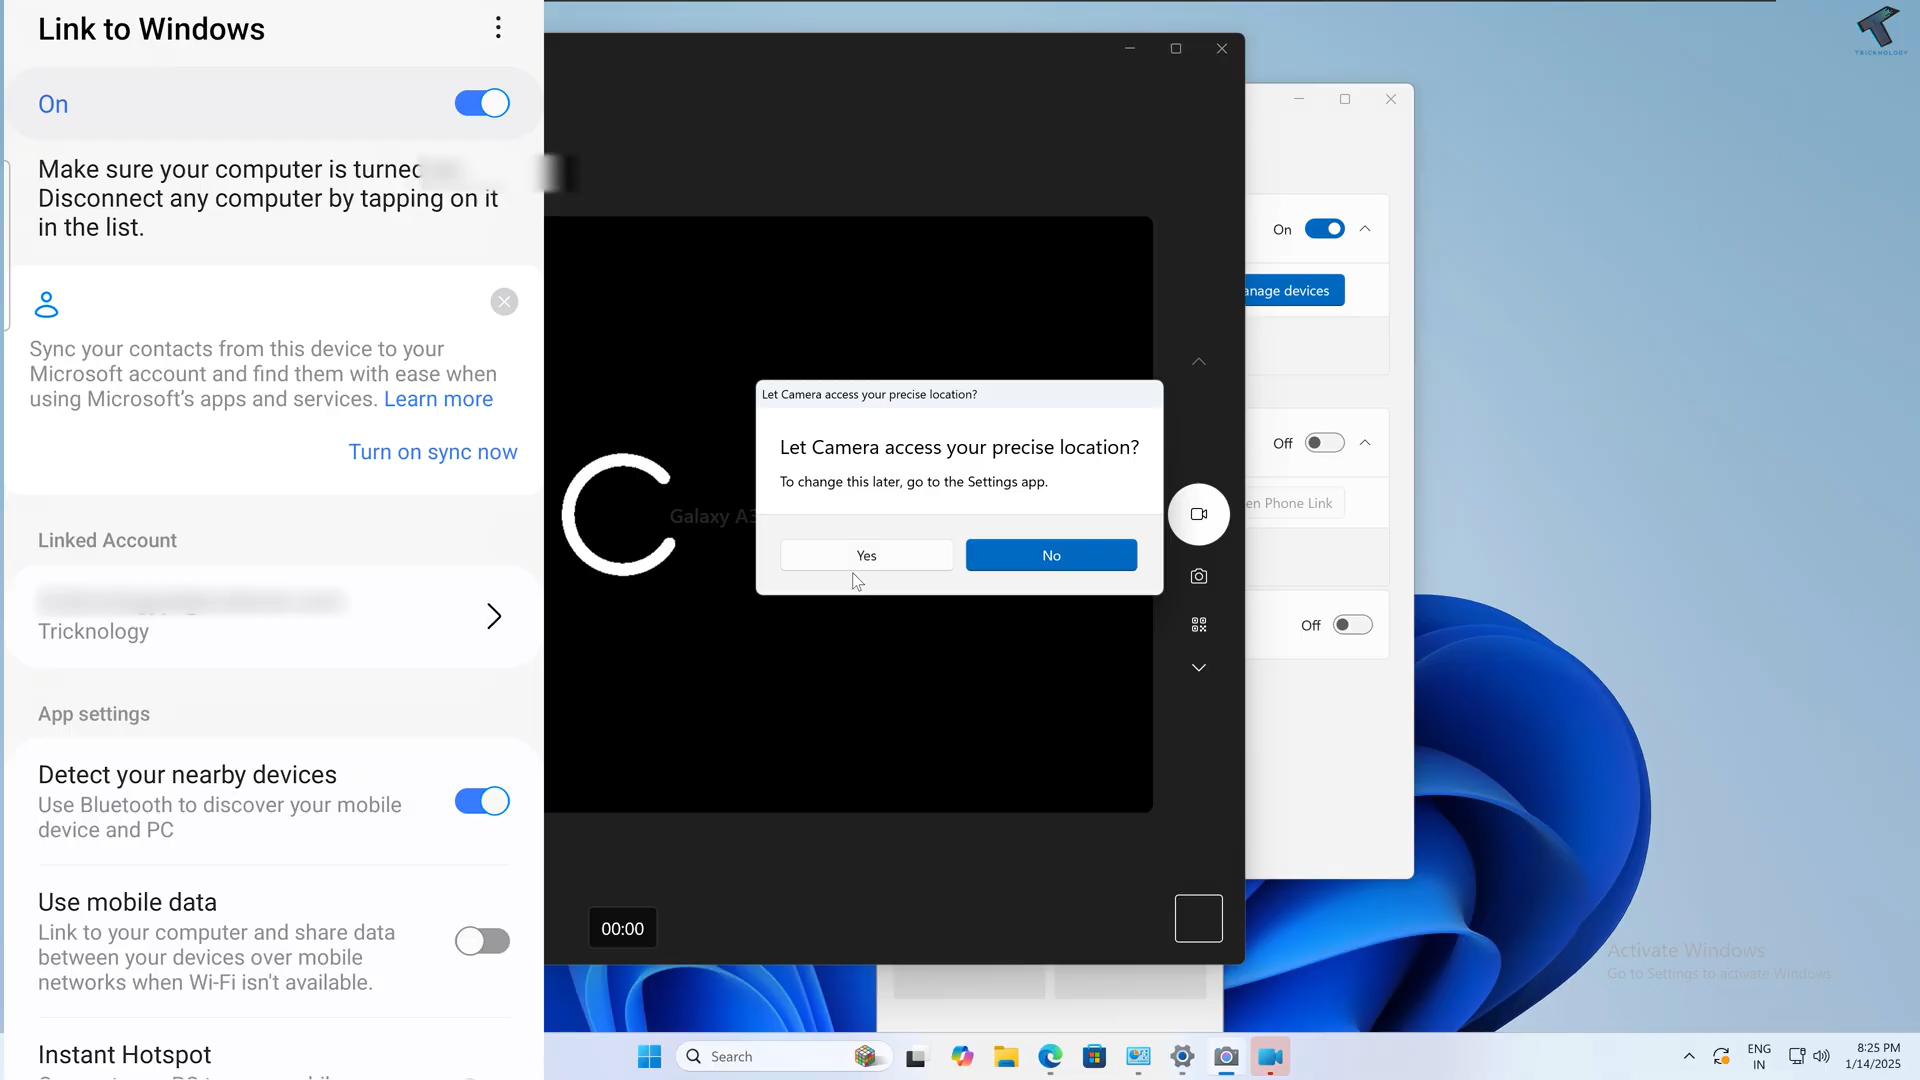 Link to Windows
On
Make sure your computer is turned
Disconnect any computer by tapping on it
in the list.
Sync your contacts from this device to your
Microsoft account and find them with ease when
using Microsoft's apps and services. Learn more
Turn on sync now
Linked Account
Tricknology
App settings
Detect your nearby devices
Use Bluetooth to discover your mobile
device and PC
Use mobile data
Link to your computer and share data
between your devices over mobile
networks when Wi-Fi isn't available.
Instant Hotspot
Galaxy A3
00:00
Let Camera access your precise location?
Let Camera access your precise location?
To change this later, go to the Settings app.
Yes
No
On
anage devices
Off
en Phone Link
Off
TRICKNOLOGY
Activate Windows
Go to Settings to activate Windows.
Search
ENG
IN
8:25 PM
1/14/2025